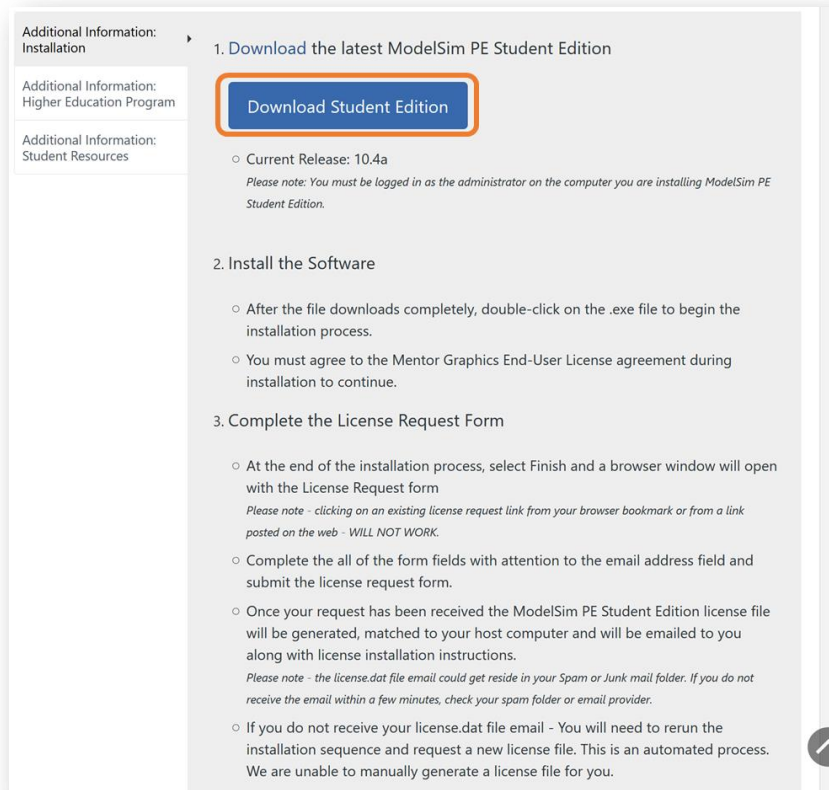 Additional Information:
Installation
Additional Information:
Higher Education Program
Additional Information:
Student Resources
1. Download the latest ModelSim PE Student Edition
Download Student Edition
○ Current Release: 10.4a
Please note: You must be logged in as the administrator on the computer you are installing ModelSim PE
Student Edition.
2. Install the Software
○ After the file downloads completely, double-click on the .exe file to begin the
installation process.
○ You must agree to the Mentor Graphics End-User License agreement during
installation to continue.
3. Complete the License Request Form
○ At the end of the installation process, select Finish and a browser window will open
with the License Request form
Please note - clicking on an existing license request link from your browser bookmark or from a link
posted on the web - WILL NOT WORK.
○ Complete the all of the form fields with attention to the email address field and
submit the license request form.
○ Once your request has been received the ModelSim PE Student Edition license file
will be generated, matched to your host computer and will be emailed to you
along with license installation instructions.
Please note - the license.dat file email could get reside in your Spam or Junk mail folder. If you do not
receive the email within a few minutes, check your spam folder or email provider.
○ If you do not receive your license.dat file email - You will need to rerun the
installation sequence and request a new license file. This is an automated process.
We are unable to manually generate a license file for you.